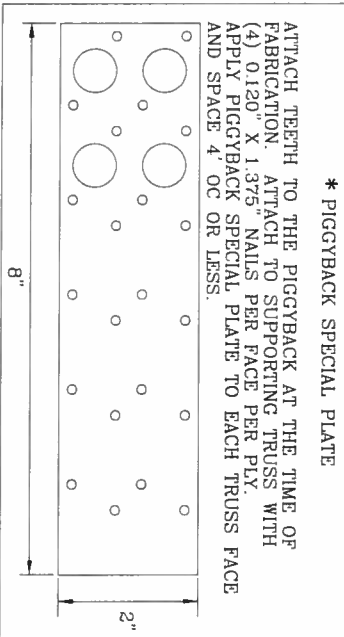 * PIGGYBACK SPECIAL PLATE
ATTACH TEETH TO THE PIGGYBACK AT THE TIME OF
FABRICATION. ATTACH TO SUPPORTING TRUSS WITH
(4) 0.120" X 1.375" NAILS PER FACE PER PLY.
APPLY PIGGYBACK SPECIAL PLATE TO EACH TRUSS FACE
AND SPACE 4' OC OR LESS.
8"
2"